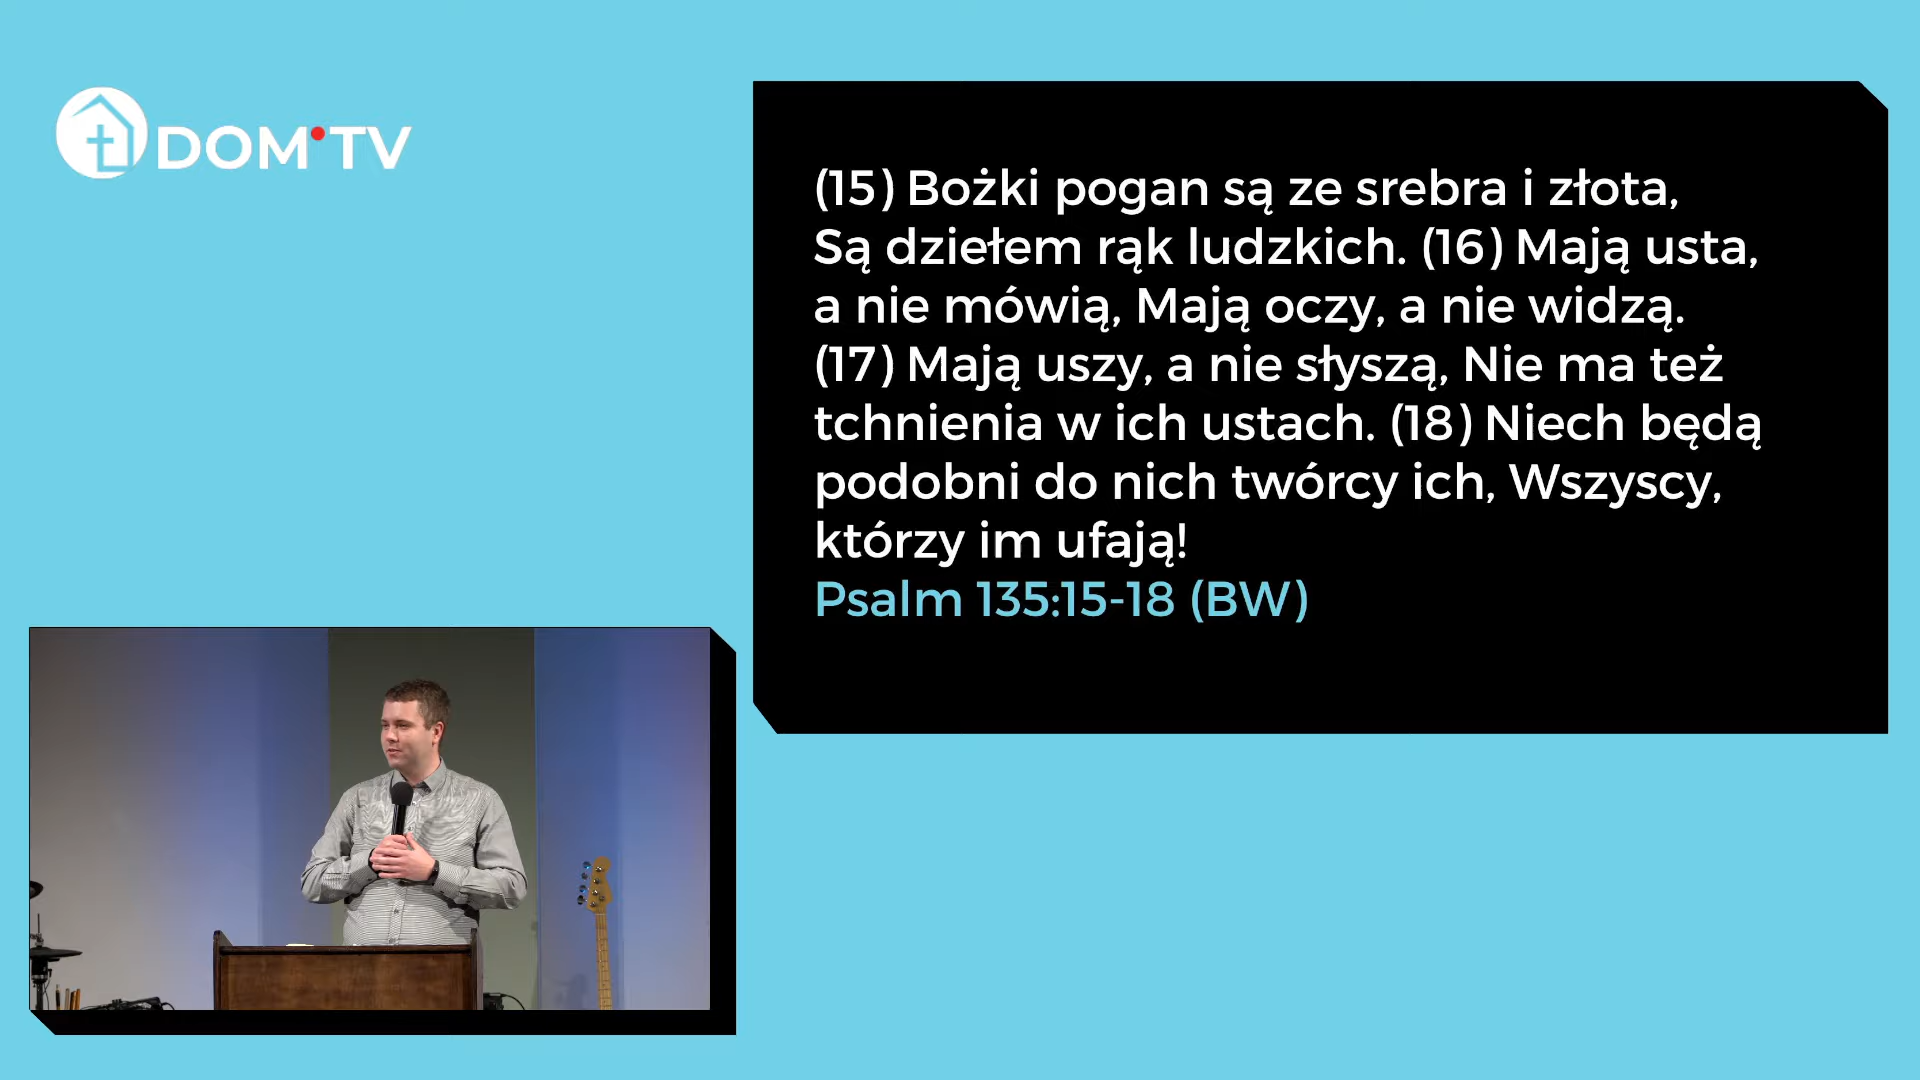 DOM TV
(15) Bożki pogan są ze srebra i złota,
Są dziełem rąk ludzkich. (16) Mają usta,
a nie mówią, Mają oczy, a nie widzą.
(17) Mają uszy, a nie słyszą, Nie ma też
tchnienia w ich ustach. (18) Niech będą
podobni do nich twórcy ich, Wszyscy,
którzy im ufają!
Psalm 135:15-18 (BW)